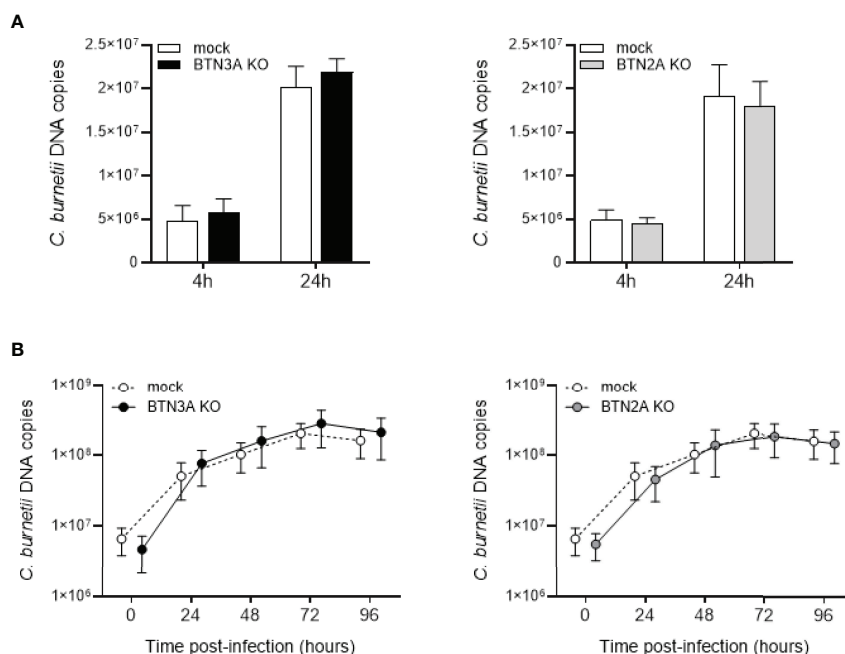 A
C. burnetii DNA copies
2.5×10⁷
2×10⁷
1.5×10⁷
1×10⁷
5×10⁶
0
mock
BTN3A KO
4h
24h
C. burnetii DNA copies
2.5×10⁷
2×10⁷
1.5×10⁷
1×10⁷
5×10⁶
0
mock
BTN2A KO
4h
24h
B
C. burnetii DNA copies
1×10⁹
1×10⁸
1×10⁷
1×10⁶
mock
BTN3A KO
0 24 48 72 96
Time post-infection (hours)
C. burnetii DNA copies
1×10⁹
1×10⁸
1×10⁷
1×10⁶
mock
BTN2A KO
0 24 48 72 96
Time post-infection (hours)